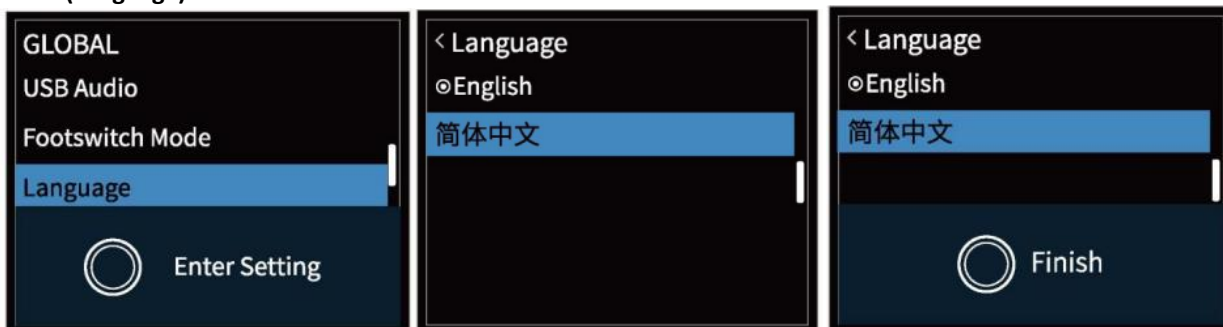 GLOBAL
USB Audio
Footswitch Mode
Language
Enter Setting
< Language
⊙English
简体中文
< Language
⊙English
简体中文
Finish